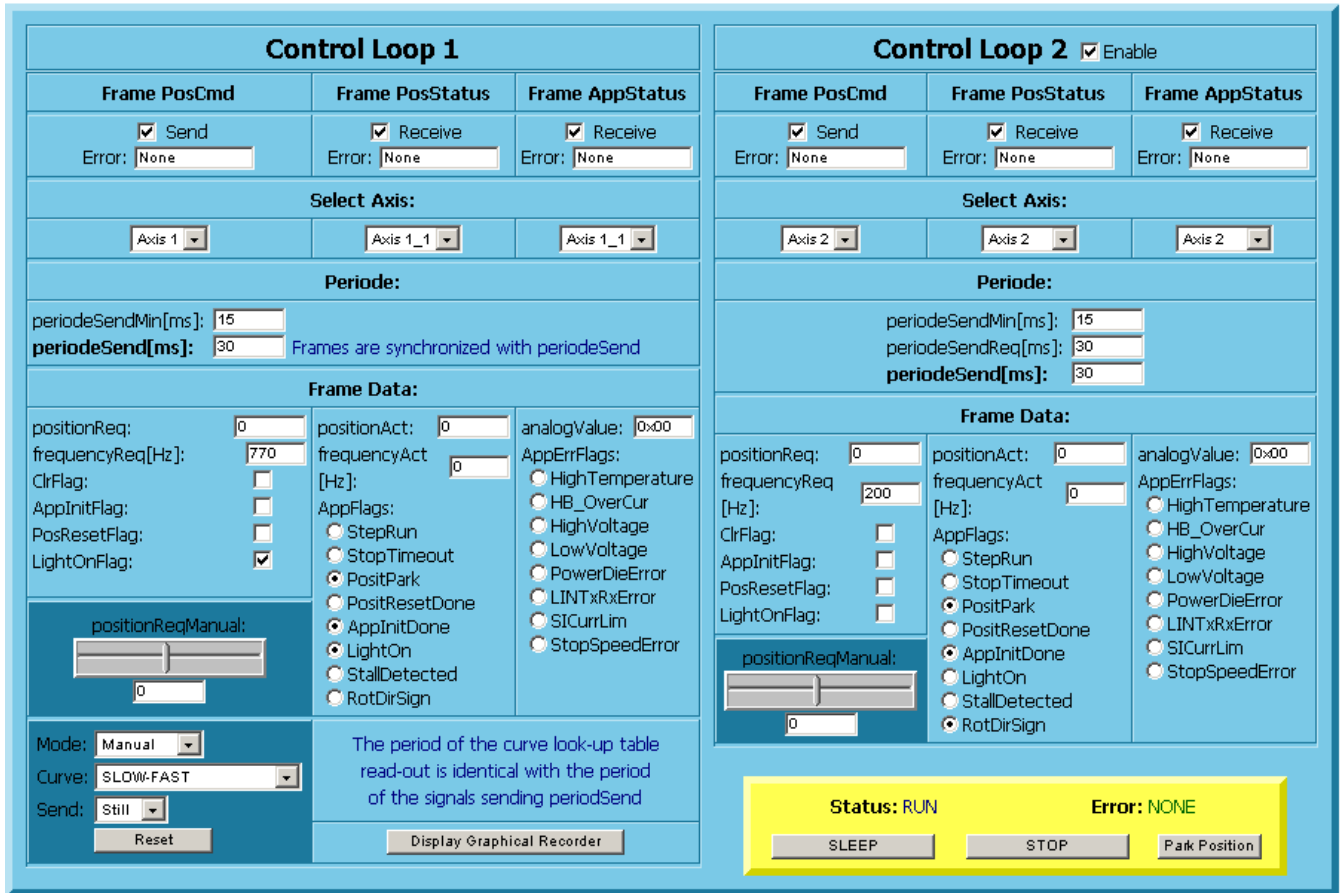 Control Loop 1
Frame PosCmd
Frame PosStatus
Frame AppStatus
Send
Error: None
Receive
Error: None
Receive
Error: None
Select Axis:
Axis 1
Axis 1_1
Axis 1_1
Periode:
periodeSendMin[ms]: 15
periodeSend[ms]: 30 Frames are synchronized with periodeSend
Frame Data:
positionReq: 0
frequencyReq[Hz]: 770
ClrFlag:
AppInitFlag:
PosResetFlag:
LightOnFlag:
positionReqManual:
0
positionAct: 0
frequencyAct
[Hz]: 0
AppFlags:
StepRun
StopTimeout
PositPark
PositResetDone
AppInitDone
LightOn
StallDetected
RotDirSign
analogValue: 0x00
AppErrFlags:
HighTemperature
HB_OverCur
HighVoltage
LowVoltage
PowerDieError
LINTxRxError
SICurrLim
StopSpeedError
Mode: Manual
Curve: SLOW-FAST
Send: Still
Reset
The period of the curve look-up table
read-out is identical with the period
of the signals sending periodSend
Display Graphical Recorder
Control Loop 2 Enable
Frame PosCmd
Frame PosStatus
Frame AppStatus
Send
Error: None
Receive
Error: None
Receive
Error: None
Select Axis:
Axis 2
Axis 2
Axis 2
Periode:
periodeSendMin[ms]: 15
periodeSendReq[ms]: 30
periodeSend[ms]: 30
Frame Data:
positionReq: 0
frequencyReq
[Hz]: 200
ClrFlag:
AppInitFlag:
PosResetFlag:
LightOnFlag:
positionReqManual:
0
positionAct: 0
frequencyAct
[Hz]: 0
AppFlags:
StepRun
StopTimeout
PositPark
PositResetDone
AppInitDone
LightOn
StallDetected
RotDirSign
analogValue: 0x00
AppErrFlags:
HighTemperature
HB_OverCur
HighVoltage
LowVoltage
PowerDieError
LINTxRxError
SICurrLim
StopSpeedError
Status: RUN Error: NONE
SLEEP STOP Park Position